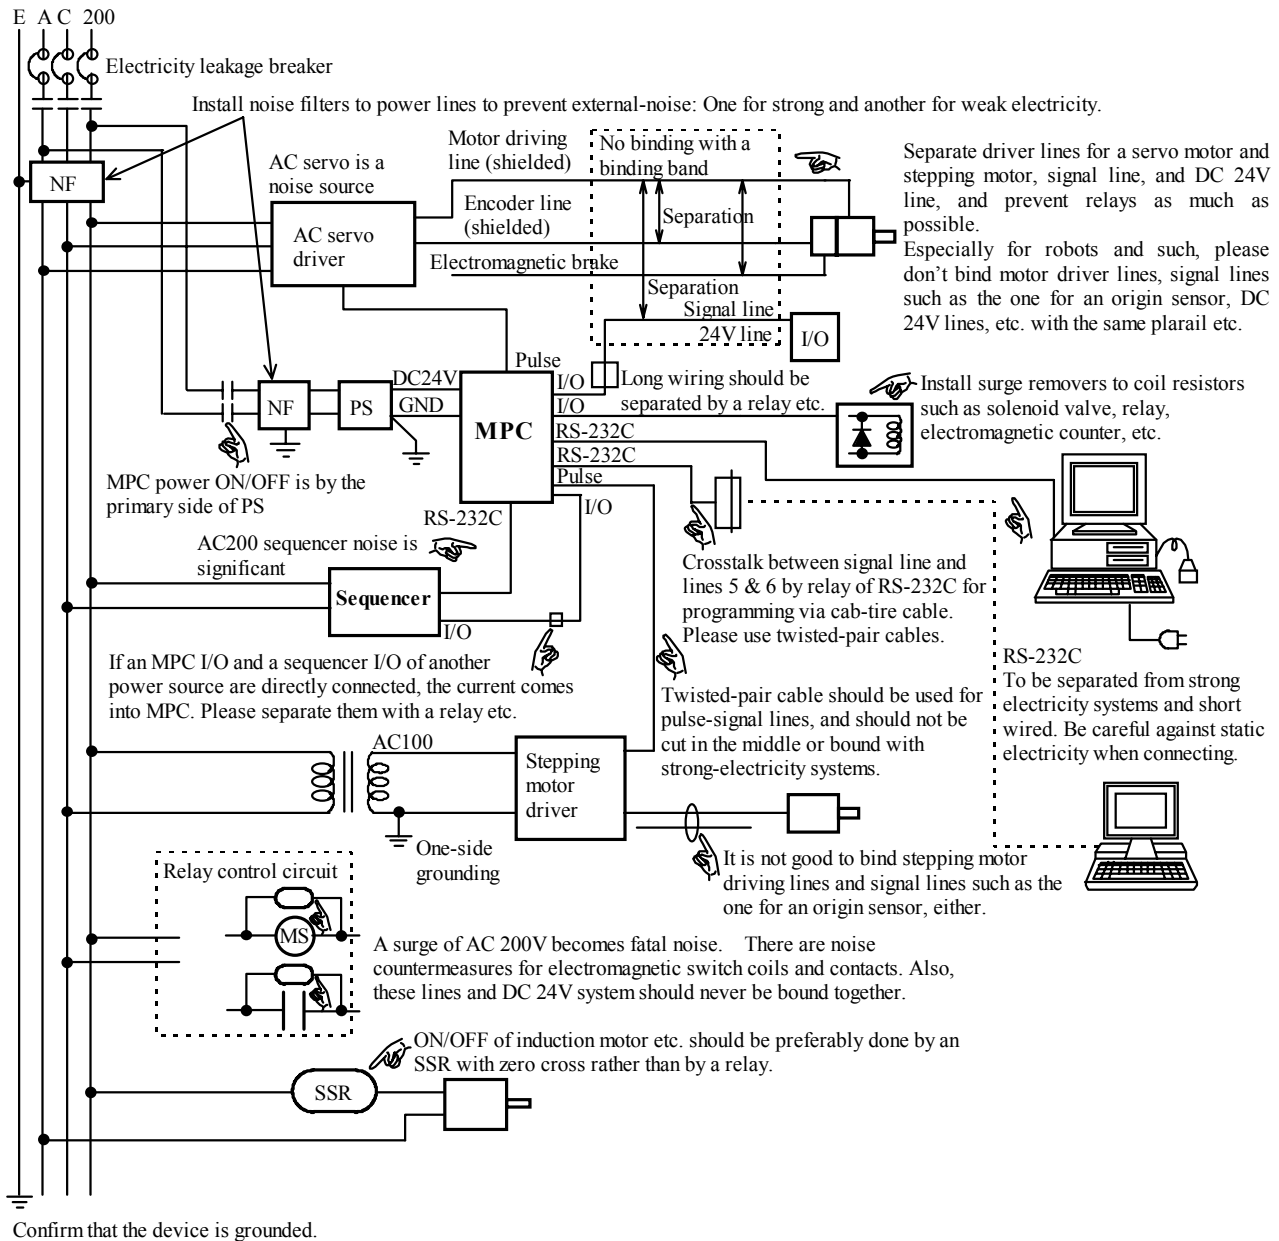 E A C 200
Electricity leakage breaker
Install noise filters to power lines to prevent external-noise: One for strong and another for weak electricity.
NF
AC servo is a
noise source
AC servo
driver
Motor driving
line (shielded)
Encoder line
(shielded)
Electromagnetic brake
No binding with a
binding band
Separation
Separation
Signal line
24V line
I/O
Separate driver lines for a servo motor and
stepping motor, signal line, and DC 24V
line, and prevent relays as much as
possible.
Especially for robots and such, please
don't bind motor driver lines, signal lines
such as the one for an origin sensor, DC
24V lines, etc. with the same plarail etc.
NF
PS
DC24V
GND
MPC
Pulse
I/O
I/O
RS-232C
RS-232C
Pulse
I/O
RS-232C
Long wiring should be
separated by a relay etc.
Install surge removers to coil resistors
such as solenoid valve, relay,
electromagnetic counter, etc.
MPC power ON/OFF is by the
primary side of PS
AC200 sequencer noise is
significant
Sequencer
I/O
Crosstalk between signal line and
lines 5 & 6 by relay of RS-232C for
programming via cab-tire cable.
Please use twisted-pair cables.
RS-232C
To be separated from strong
electricity systems and short
wired. Be careful against static
electricity when connecting.
If an MPC I/O and a sequencer I/O of another
power source are directly connected, the current comes
into MPC. Please separate them with a relay etc.
Twisted-pair cable should be used for
pulse-signal lines, and should not be
cut in the middle or bound with
strong-electricity systems.
AC100
Stepping
motor
driver
One-side
grounding
It is not good to bind stepping motor
driving lines and signal lines such as the
one for an origin sensor, either.
Relay control circuit
MS
A surge of AC 200V becomes fatal noise. There are noise
countermeasures for electromagnetic switch coils and contacts. Also,
these lines and DC 24V system should never be bound together.
ON/OFF of induction motor etc. should be preferably done by an
SSR with zero cross rather than by a relay.
SSR
Confirm that the device is grounded.